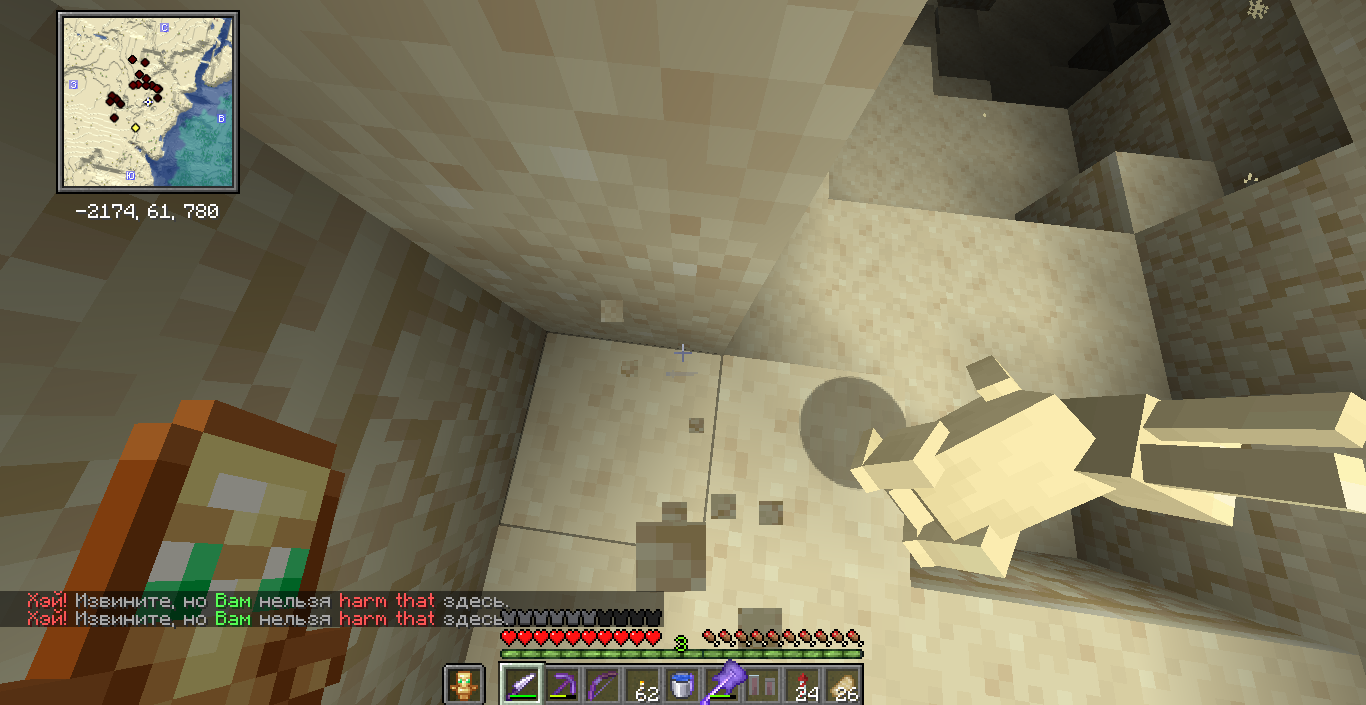 С
З
В
Ю
-2174, 61, 780
Хэй! Извините, но Вам нельзя harm that здесь.
Хэй! Извините, но Вам нельзя harm that здесь.
8
62
24
26